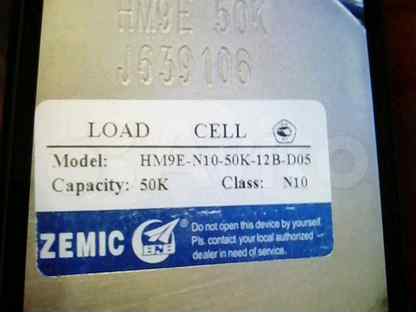 HM9E 50K
J639106
LOAD CELL
Model: HM9E-N10-50K-12B-D05
Capacity: 50K Class: N10
ZEMIC
Do not open this device by yourself.
Pls. contact your local authorized
dealer in need of service.